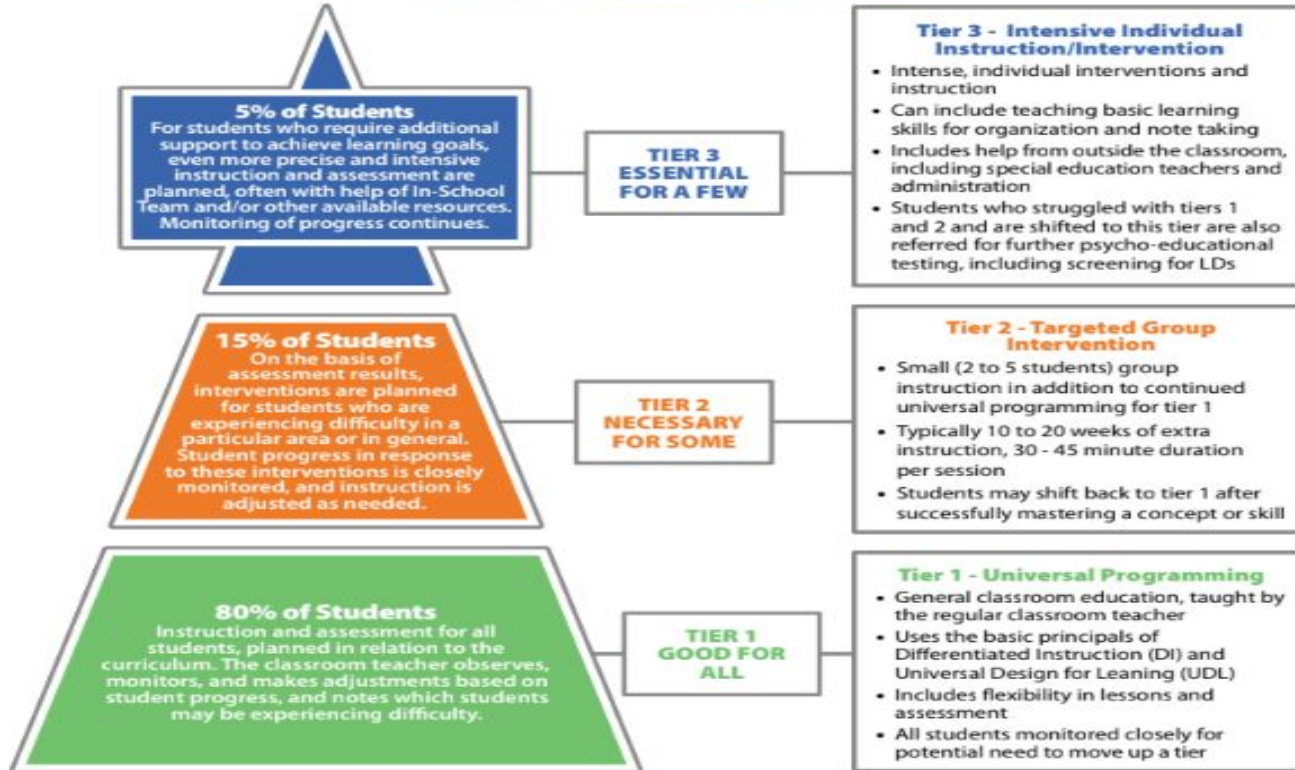 5% of Students
For students who require additional
support to achieve learning goals,
even more precise and intensive
instruction and assessment are
planned, often with help of In-School
Team and/or other available resources.
Monitoring of progress continues.
TIER 3
ESSENTIAL
FOR A FEW
Tier 3 - Intensive Individual
Instruction/Intervention
• Intense, individual interventions and
instruction
• Can include teaching basic learning
skills for organization and note taking
• Includes help from outside the classroom,
including special education teachers and
administration
• Students who struggled with tiers 1
and 2 and are shifted to this tier are also
referred for further psycho-educational
testing, including screening for LDs
15% of Students
On the basis of
assessment results,
interventions are planned
for students who are
experiencing difficulty in a
particular area or in general.
Student progress in response
to these interventions is closely
monitored, and instruction is
adjusted as needed.
TIER 2
NECESSARY
FOR SOME
Tier 2 - Targeted Group
Intervention
• Small (2 to 5 students) group
instruction in addition to continued
universal programming for tier 1
• Typically 10 to 20 weeks of extra
instruction, 30 - 45 minute duration
per session
• Students may shift back to tier 1 after
successfully mastering a concept or skill
80% of Students
Instruction and assessment for all
students, planned in relation to the
curriculum. The classroom teacher observes,
monitors, and makes adjustments based on
student progress, and notes which students
may be experiencing difficulty.
TIER 1
GOOD FOR
ALL
Tier 1 - Universal Programming
• General classroom education, taught by
the regular classroom teacher
• Uses the basic principals of
Differentiated Instruction (DI) and
Universal Design for Leaning (UDL)
• Includes flexibility in lessons and
assessment
• All students monitored closely for
potential need to move up a tier